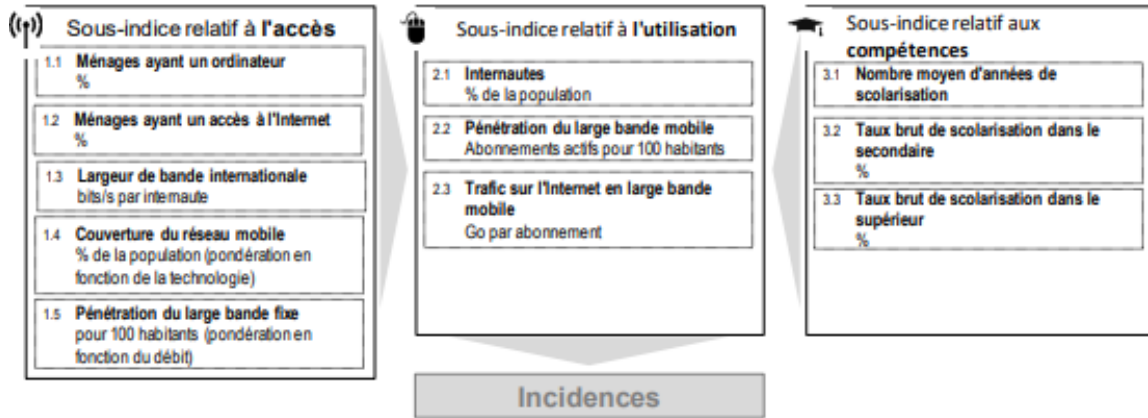 Sous-indice relatif à l'accès
1.1 Ménages ayant un ordinateur
%
1.2 Ménages ayant un accès à l'Internet
%
1.3 Largeur de bande internationale
bits/s par internaute
1.4 Couverture du réseau mobile
% de la population (pondération en
fonction de la technologie)
1.5 Pénétration du large bande fixe
pour 100 habitants (pondération en
fonction du débit)
Sous-indice relatif à l'utilisation
2.1 Internautes
% de la population
2.2 Pénétration du large bande mobile
Abonnements actifs pour 100 habitants
2.3 Trafic sur l'Internet en large bande
mobile
Go par abonnement
Sous-indice relatif aux
compétences
3.1 Nombre moyen d'années de
scolarisation
3.2 Taux brut de scolarisation dans le
secondaire
%
3.3 Taux brut de scolarisation dans le
supérieur
%
Incidences